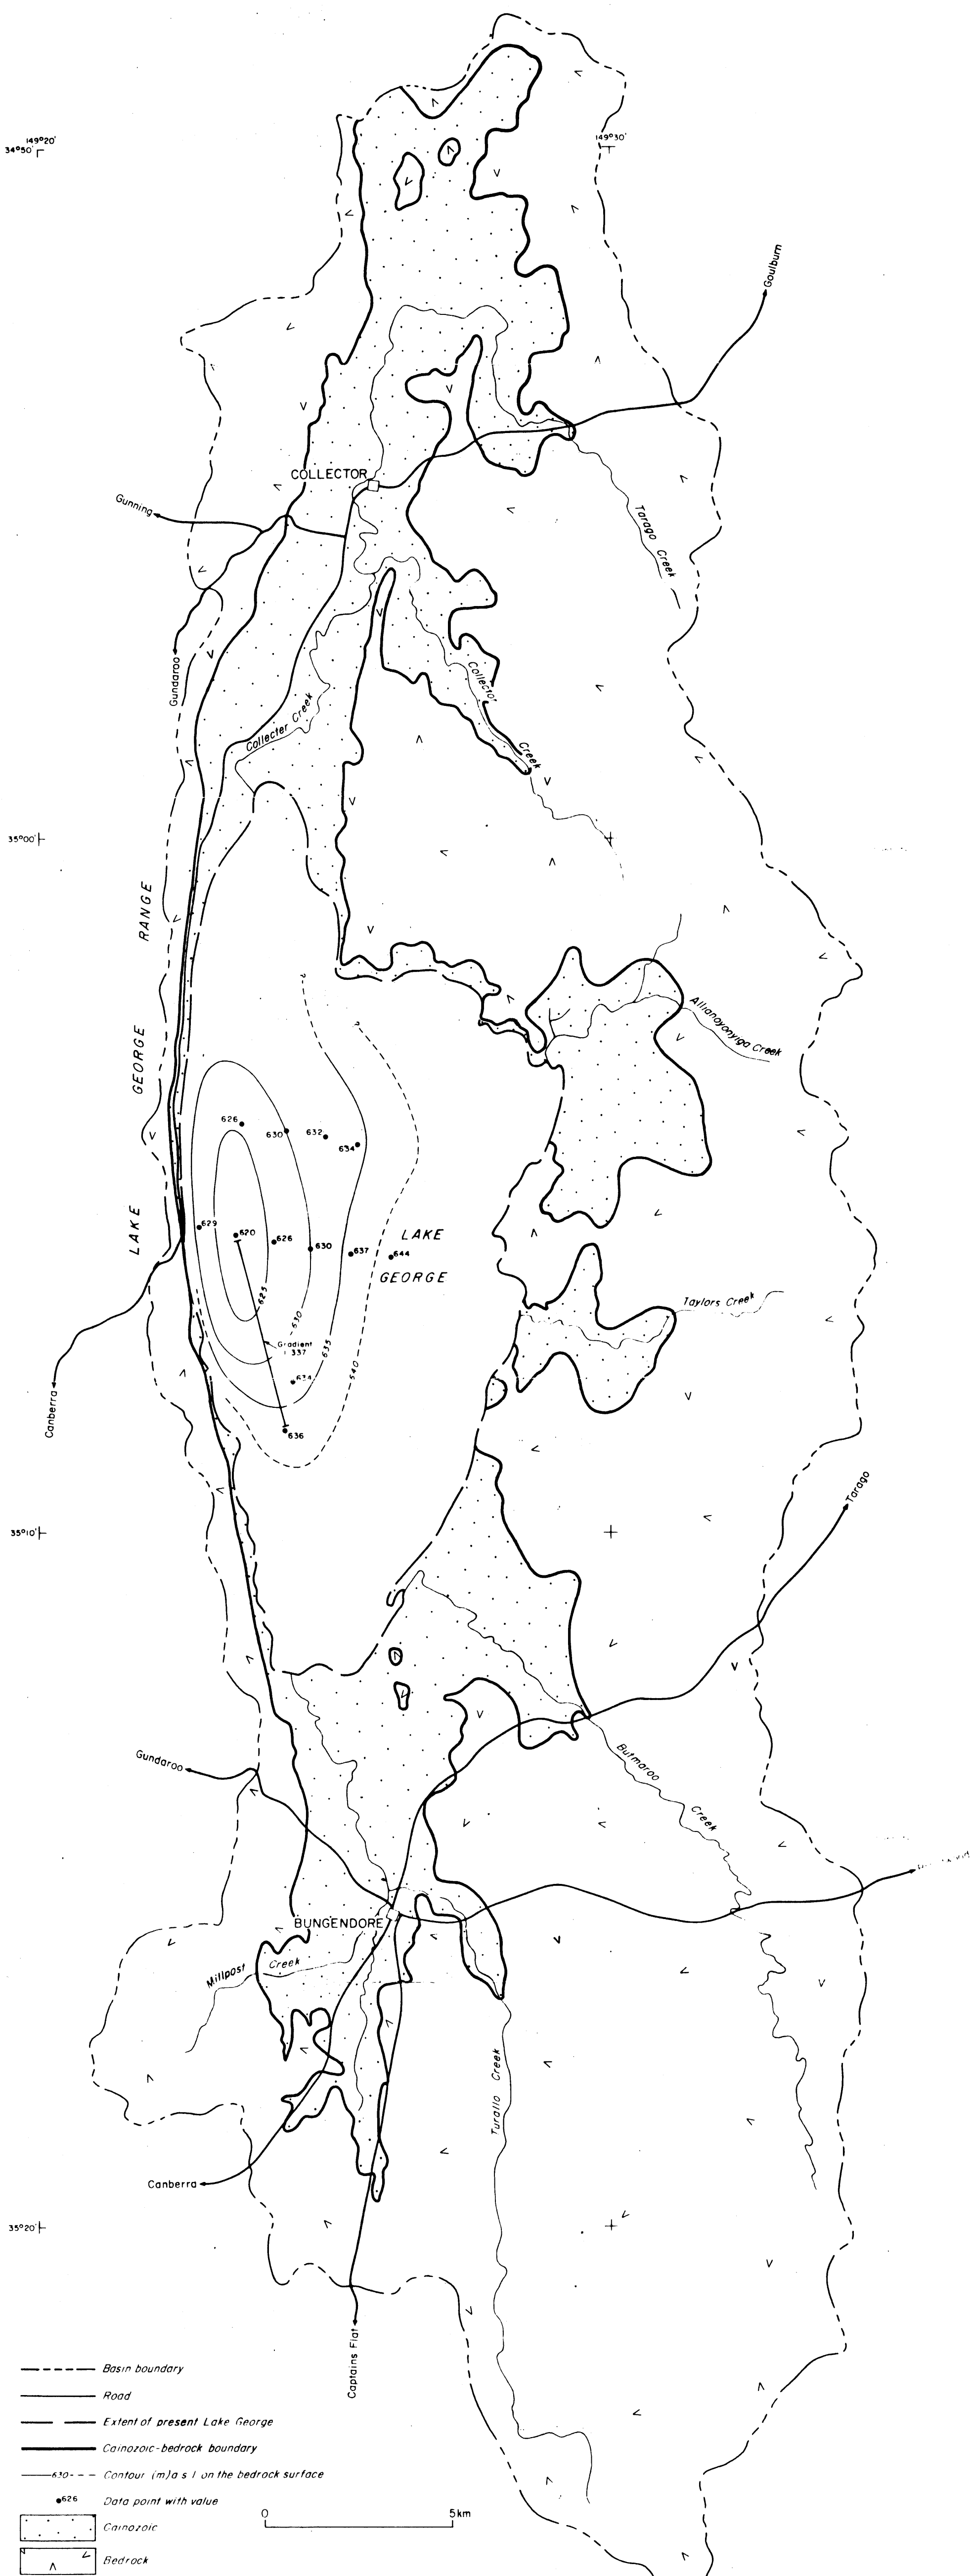 149°20'
34°50'
149°30'
Goulburn
COLLECTOR
Gunning
Tarago Creek
Gundaroo
Collector
Creek
Collecter Creek
35°00'
LAKE GEORGE RANGE
Allianoyonyiga Creek
626
630
632
634
629
620
626
630
637
644
LAKE
GEORGE
625
630
635
640
Gradient
1 337
634
636
Taylors Creek
Canberra
Tarago
35°10'
Gundaroo
Butmaroo
Creek
BUNGENDORE
Millpost Creek
Turallo Creek
Canberra
35°20'
Captains Flat
Basin boundary
Road
Extent of present Lake George
Cainozoic-bedrock boundary
630 Contour (m) a s l on the bedrock surface
626 Data point with value
Cainozoic
Bedrock
0 5km